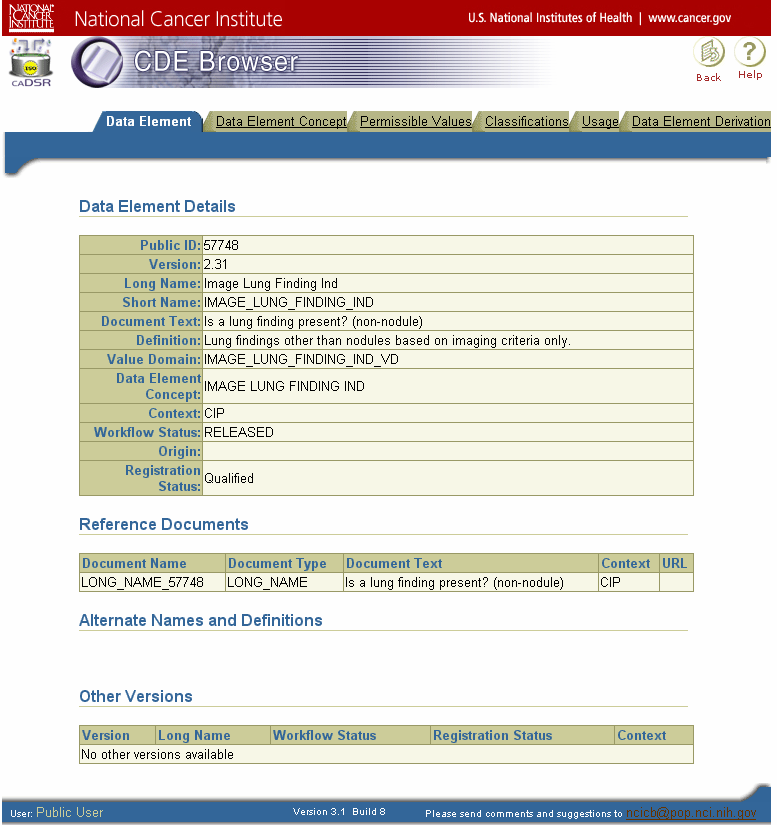 NATIONAL CANCER INSTITUTE
National Cancer Institute
U.S. National Institutes of Health | www.cancer.gov
ISO
caDSR
CDE Browser
Back
Help
Data Element
Data Element Concept
Permissible Values
Classifications
Usage
Data Element Derivation
Data Element Details
Public ID: 57748
Version: 2.31
Long Name: Image Lung Finding Ind
Short Name: IMAGE_LUNG_FINDING_IND
Document Text: Is a lung finding present? (non-nodule)
Definition: Lung findings other than nodules based on imaging criteria only.
Value Domain: IMAGE_LUNG_FINDING_IND_VD
Data Element Concept: IMAGE LUNG FINDING IND
Context: CIP
Workflow Status: RELEASED
Origin:
Registration Status: Qualified
Reference Documents
Document Name Document Type Document Text Context URL
LONG_NAME_57748 LONG_NAME Is a lung finding present? (non-nodule) CIP
Alternate Names and Definitions
Other Versions
Version Long Name Workflow Status Registration Status Context
No other versions available
User: Public User
Version 3.1 Build 8
Please send comments and suggestions to ncicb@pop.nci.nih.gov